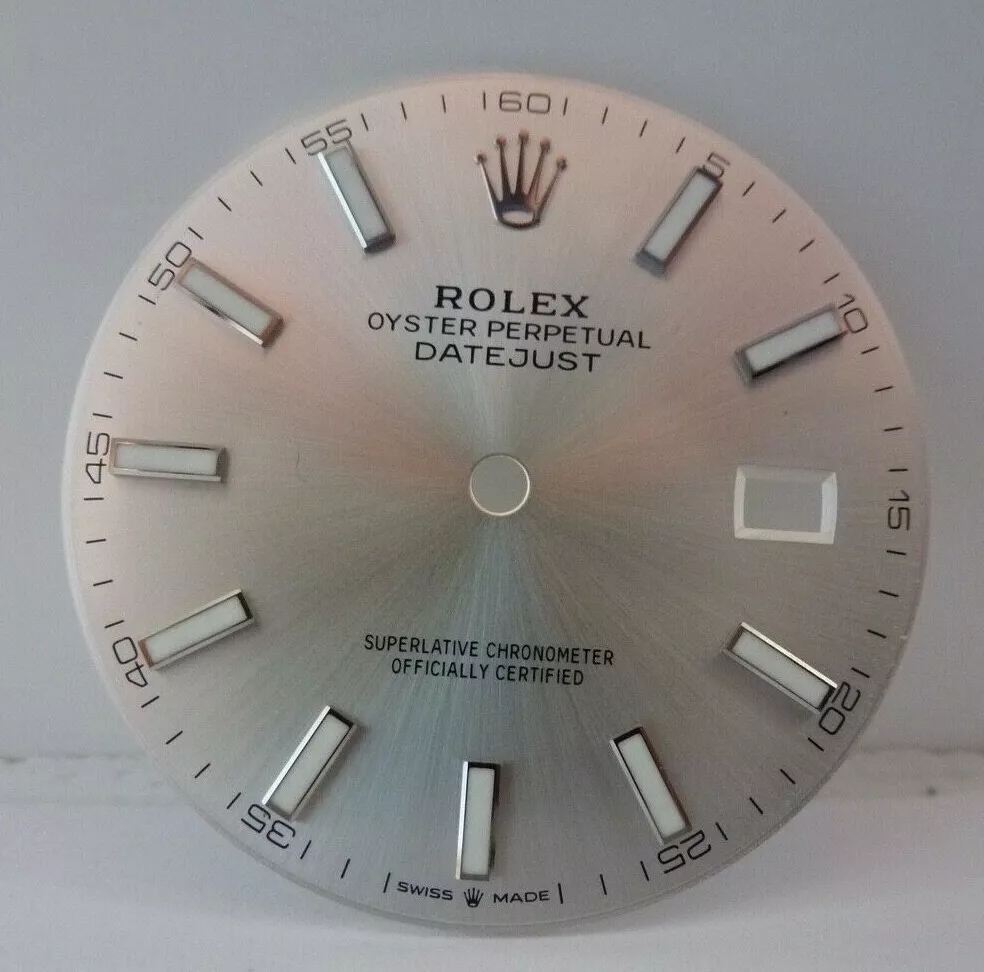 60
5
10
15
20
25
SWISS MADE
35
40
45
50
55
ROLEX
OYSTER PERPETUAL
DATEJUST
SUPERLATIVE CHRONOMETER
OFFICIALLY CERTIFIED